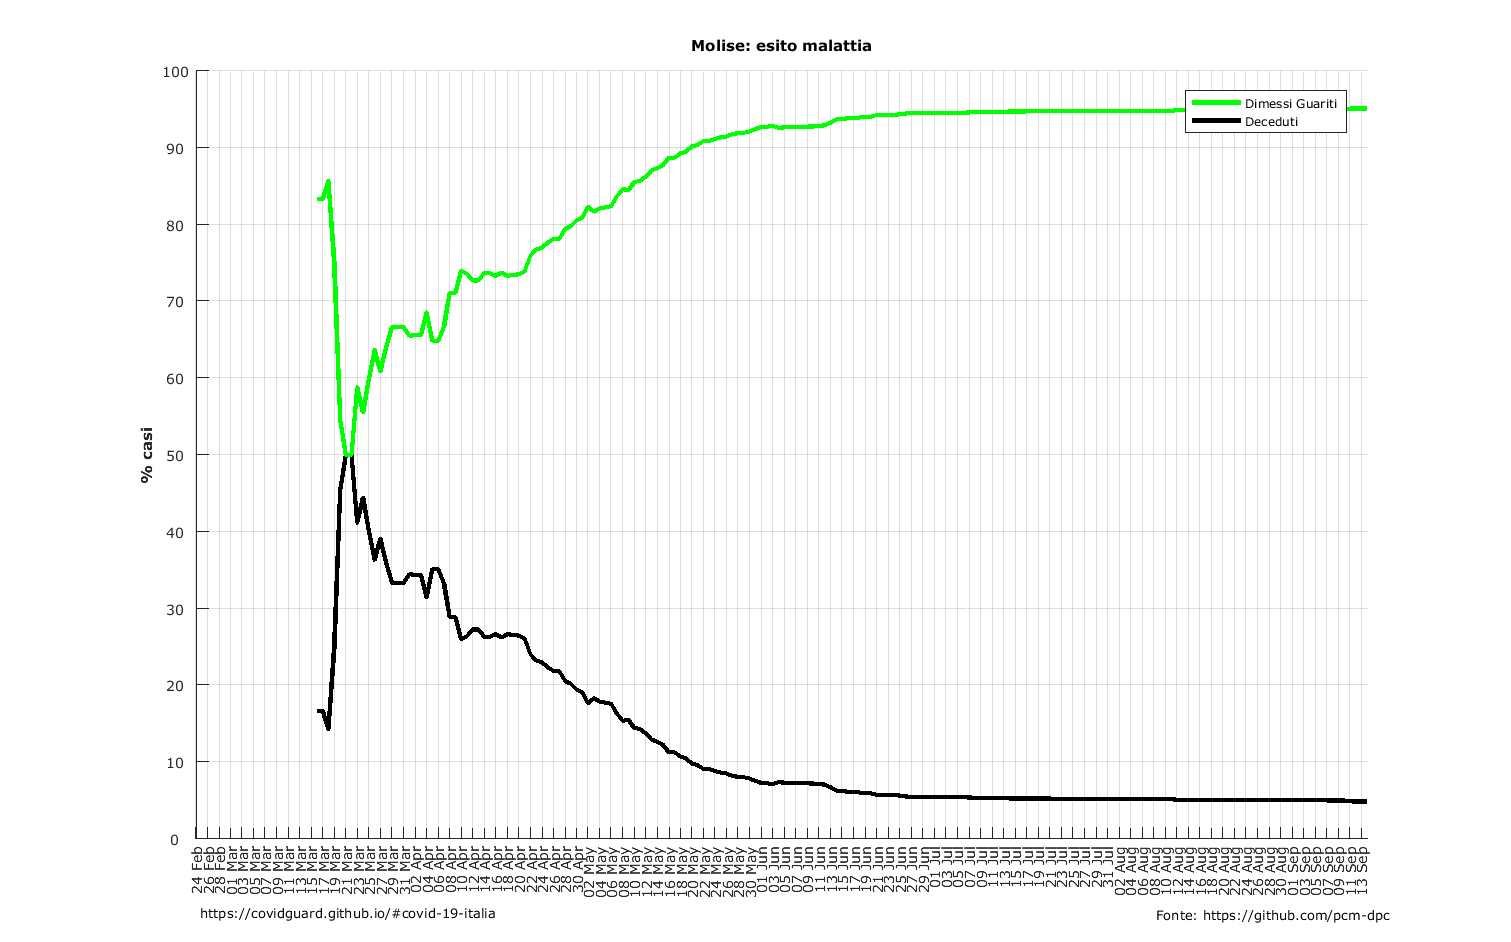 Molise: esito malattia
100
90
80
70
60
50
40
30
20
10
0
% casi
Dimessi Guariti
Deceduti
24 Feb
26 Feb
28 Feb
01 Mar
03 Mar
05 Mar
07 Mar
09 Mar
11 Mar
13 Mar
15 Mar
17 Mar
19 Mar
21 Mar
23 Mar
25 Mar
27 Mar
29 Mar
31 Mar
02 Apr
04 Apr
06 Apr
08 Apr
10 Apr
12 Apr
14 Apr
16 Apr
18 Apr
20 Apr
22 Apr
24 Apr
26 Apr
28 Apr
30 Apr
02 May
04 May
06 May
08 May
10 May
12 May
14 May
16 May
18 May
20 May
22 May
24 May
26 May
28 May
30 May
01 Jun
03 Jun
05 Jun
07 Jun
09 Jun
11 Jun
13 Jun
15 Jun
17 Jun
19 Jun
21 Jun
23 Jun
25 Jun
27 Jun
29 Jun
01 Jul
03 Jul
05 Jul
07 Jul
09 Jul
11 Jul
13 Jul
15 Jul
17 Jul
19 Jul
21 Jul
23 Jul
25 Jul
27 Jul
29 Jul
31 Jul
02 Aug
04 Aug
06 Aug
08 Aug
10 Aug
12 Aug
14 Aug
16 Aug
18 Aug
20 Aug
22 Aug
24 Aug
26 Aug
28 Aug
30 Aug
01 Sep
03 Sep
05 Sep
07 Sep
09 Sep
11 Sep
13 Sep
https://covidguard.github.io/#covid-19-italia
Fonte: https://github.com/pcm-dpc